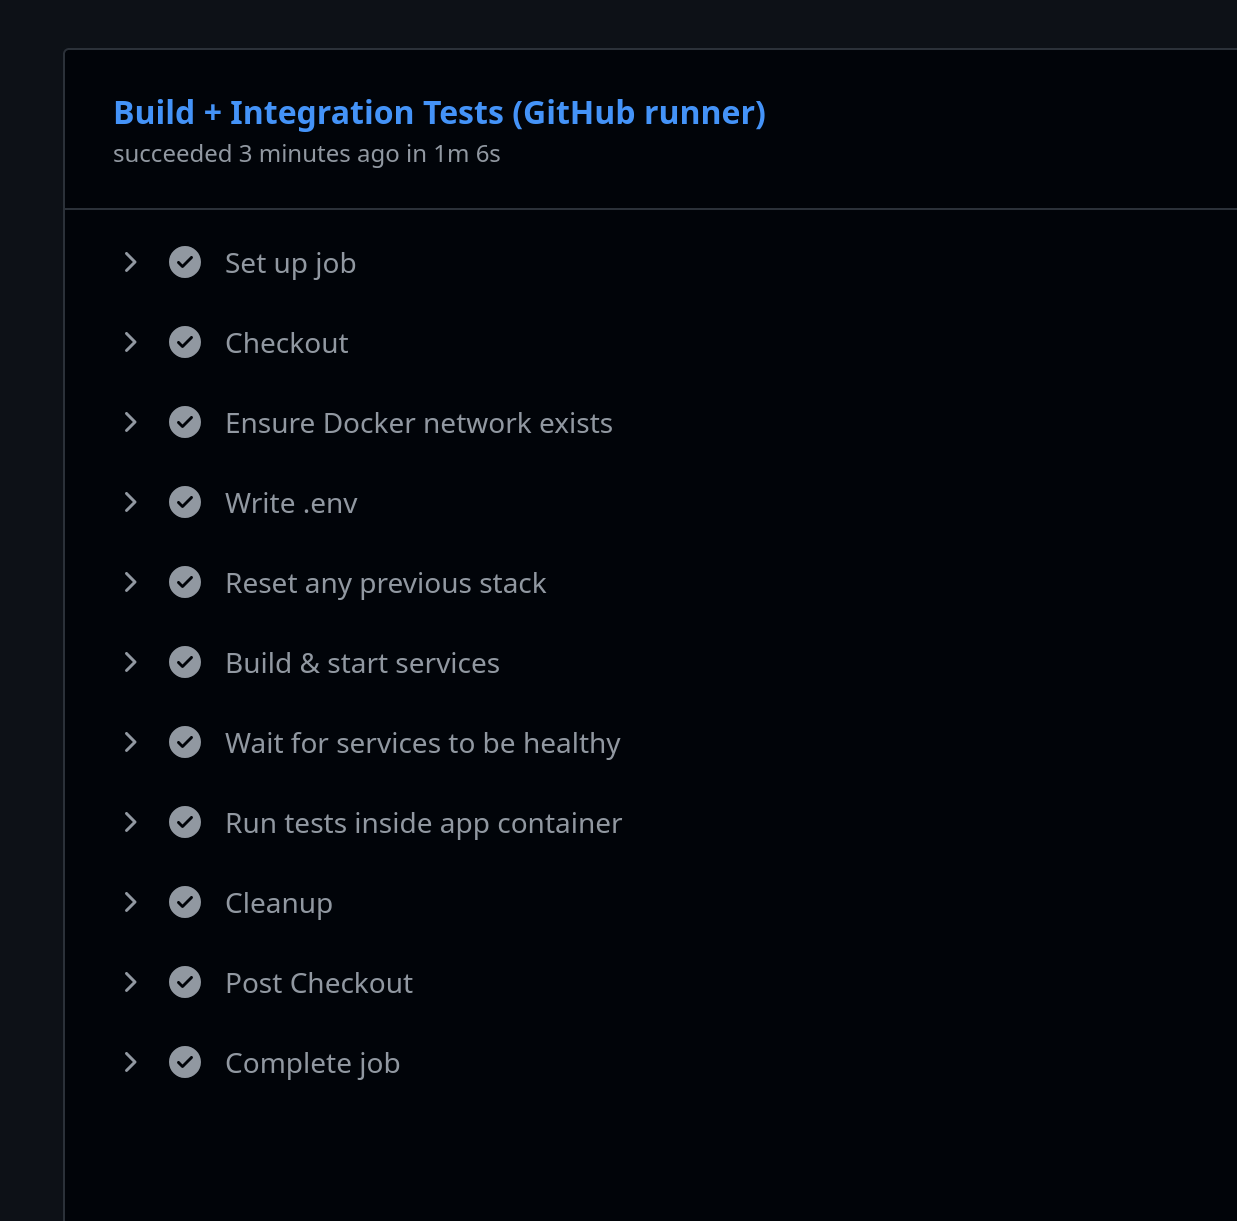 Build + Integration Tests (GitHub runner)
succeeded 3 minutes ago in 1m 6s
Set up job
Checkout
Ensure Docker network exists
Write .env
Reset any previous stack
Build & start services
Wait for services to be healthy
Run tests inside app container
Cleanup
Post Checkout
Complete job